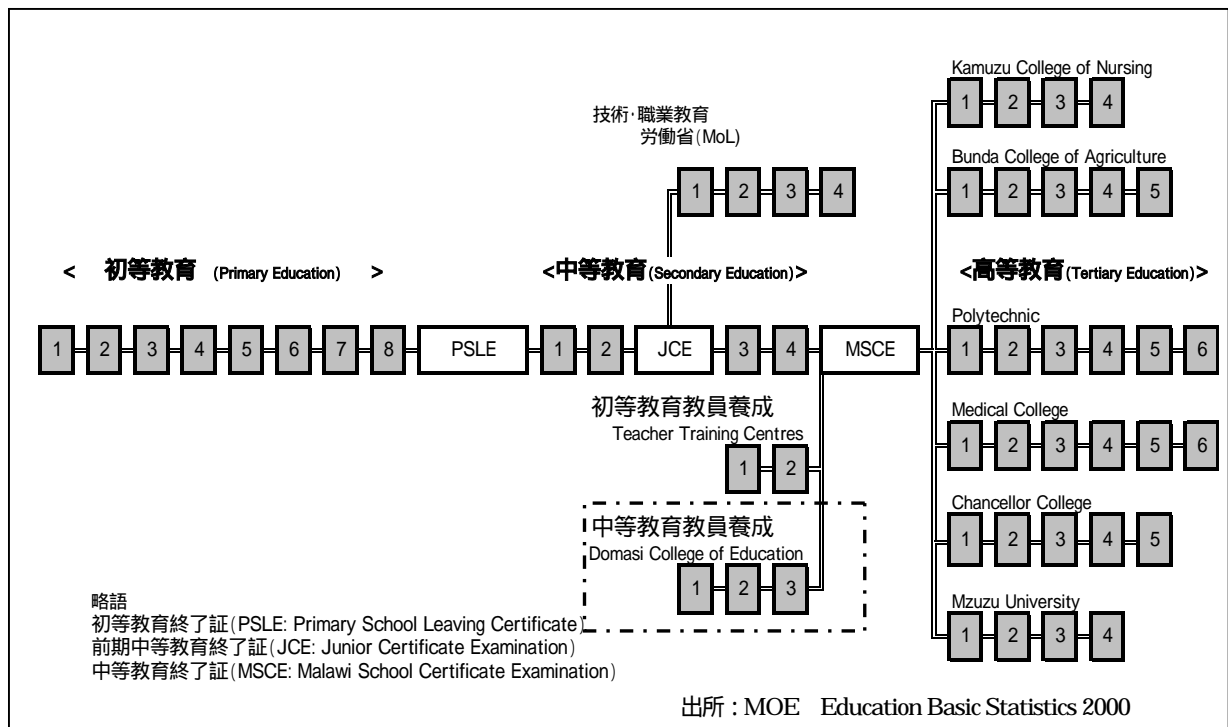 Kamuzu College of Nursing
1 2 3 4
技術･職業教育
労働省(MoL)
1 2 3 4
Bunda College of Agriculture
1 2 3 4 5
< 初等教育 (Primary Education) >
<中等教育(Secondary Education)>
<高等教育(Tertiary Education)>
1 2 3 4 5 6 7 8 PSLE 1 2 JCE 3 4 MSCE
Polytechnic
1 2 3 4 5 6
初等教育教員養成
Teacher Training Centres
1 2
Medical College
1 2 3 4 5 6
中等教育教員養成
Domasi College of Education
1 2 3
Chancellor College
1 2 3 4 5
Mzuzu University
1 2 3 4
略語
初等教育終了証(PSLE: Primary School Leaving Certificate)
前期中等教育終了証(JCE: Junior Certificate Examination)
中等教育終了証(MSCE: Malawi School Certificate Examination)
出所：MOE Education Basic Statistics 2000